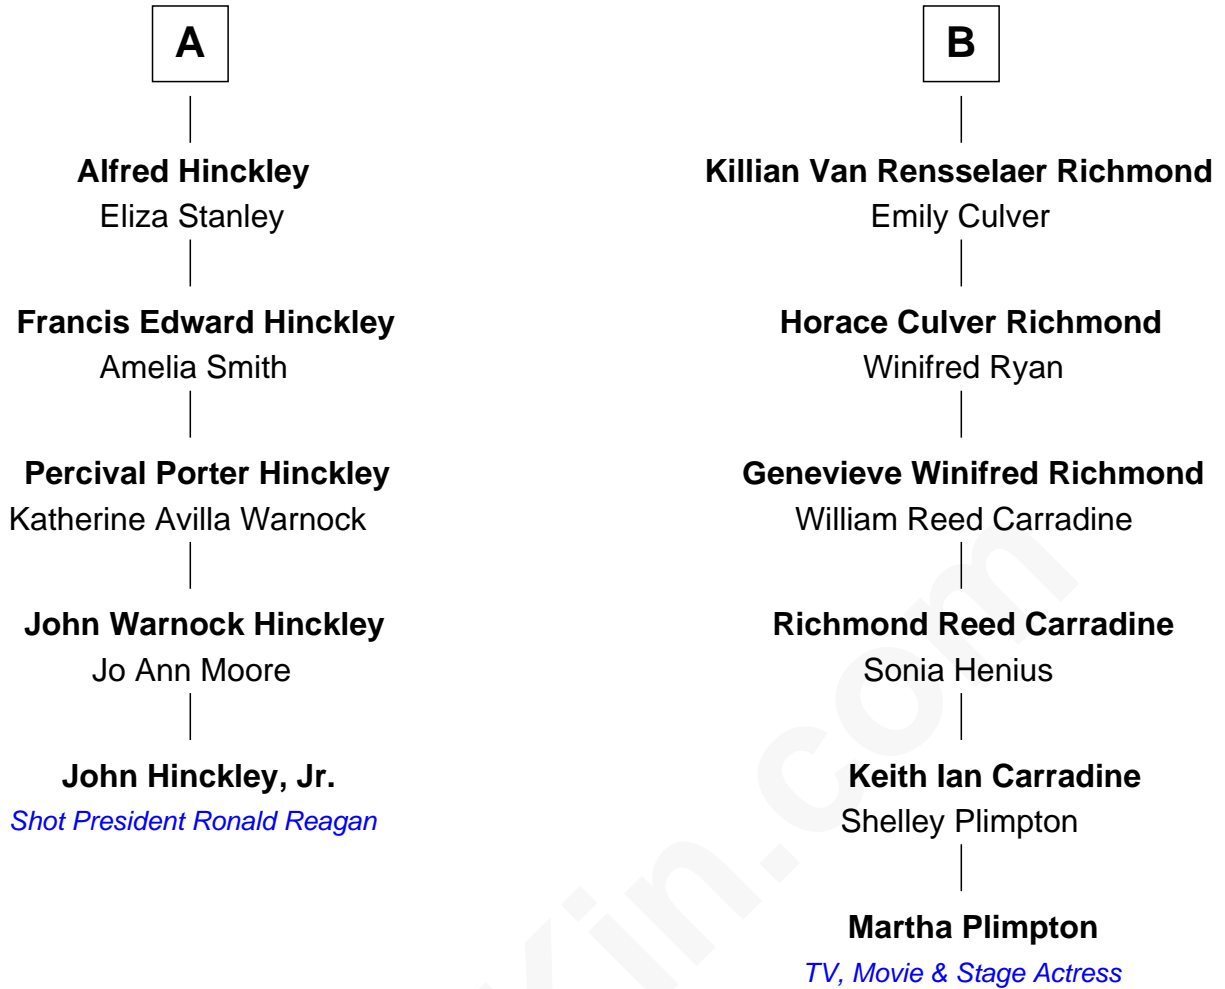 A
Alfred Hinckley
Eliza Stanley
Francis Edward Hinckley
Amelia Smith
Percival Porter Hinckley
Katherine Avilla Warnock
John Warnock Hinckley
Jo Ann Moore
John Hinckley, Jr.
Shot President Ronald Reagan
B
Killian Van Rensselaer Richmond
Emily Culver
Horace Culver Richmond
Winifred Ryan
Genevieve Winifred Richmond
William Reed Carradine
Richmond Reed Carradine
Sonia Henius
Keith Ian Carradine
Shelley Plimpton
Martha Plimpton
TV, Movie & Stage Actress
Kin.com